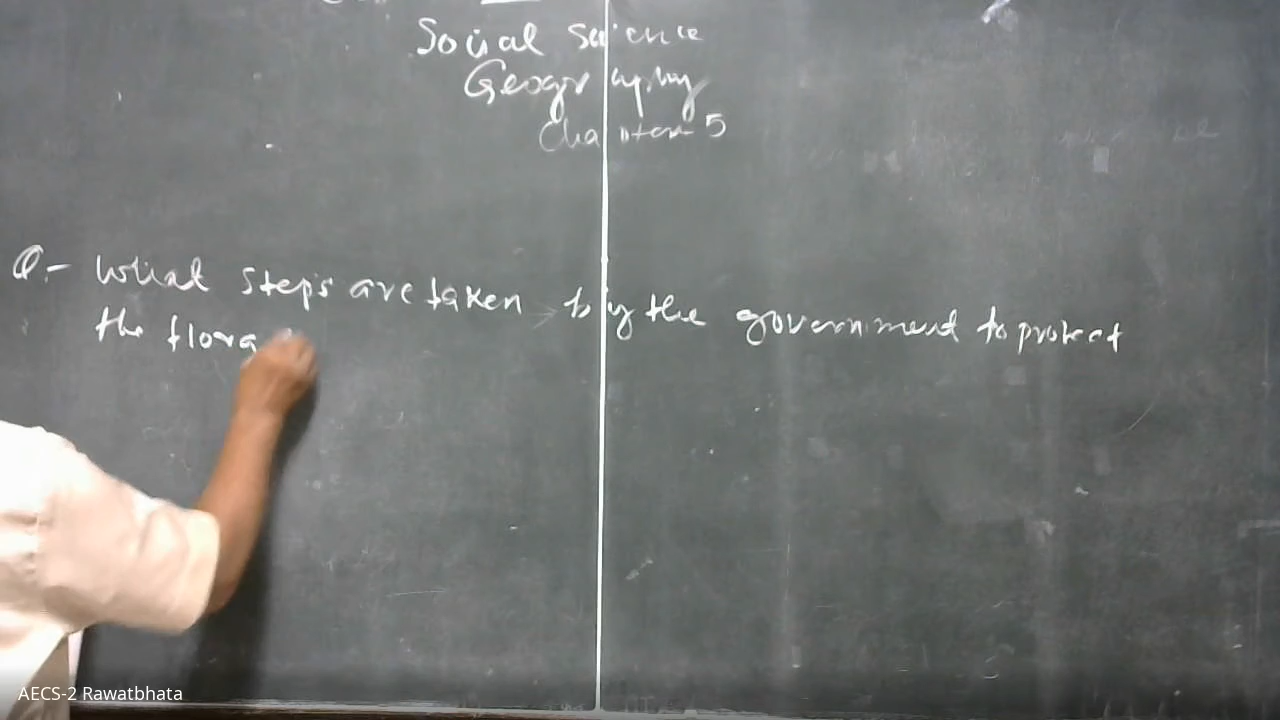 Social Science
Geography
Chapter 5
Q.- What steps are taken by the government to protect
the flora
AECS-2 Rawatbhata